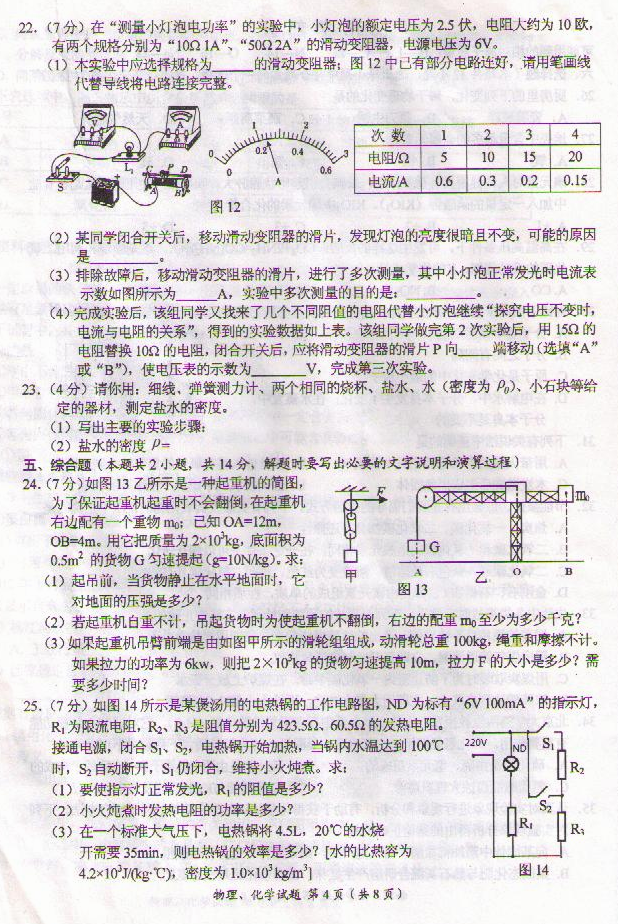 22.（7分）在“测量小灯泡电功率”的实验中，小灯泡的额定电压为2.5伏，电阻大约为10欧，
有两个规格分别为“10Ω 1A”、“50Ω 2A”的滑动变阻器，电源电压为6V。
（1）本实验中应选择规格为______的滑动变阻器；图12中已有部分电路连好，请用笔画线
代替导线将电路连接完整。
V A
S L₁ C P D A B
0 1 2 3
0 0.2 0.4 0.6
A
次 数 1 2 3 4
电阻/Ω 5 10 15 20
电流/A 0.6 0.3 0.2 0.15
图12
（2）某同学闭合开关后，移动滑动变阻器的滑片，发现灯泡的亮度很暗且不变，可能的原因
是__________。
（3）排除故障后，移动滑动变阻器的滑片，进行了多次测量，其中小灯泡正常发光时电流表
示数如图所示为______A，实验中多次测量的目的是：__________。
（4）完成实验后，该组同学又找来了几个不同阻值的电阻代替小灯泡继续“探究电压不变时，
电流与电阻的关系”，得到的实验数据如上表。该组同学做完第2次实验后，用15Ω的
电阻替换10Ω的电阻，闭合开关后，应将滑动变阻器的滑片P向____端移动（选填“A”
或“B”），使电压表的示数为________V，完成第三次实验。
23.（4分）请你用：细线、弹簧测力计、两个相同的烧杯、盐水、水（密度为ρ₀）、小石块等给
定的器材，测定盐水的密度。
（1）写出主要的实验步骤：
（2）盐水的密度 ρ=
五、综合题（本题共2小题，共14分，解题时要写出必要的文字说明和演算过程）
24.（7分）如图13乙所示是一种起重机的简图，
为了保证起重机起重时不会翻倒，在起重机
右边配有一个重物m₀；已知OA=12m，
OB=4m。用它把质量为2×10³kg，底面积为
0.5m²的货物G匀速提起（g=10N/kg）。求：
（1）起吊前，当货物静止在水平地面时，它
对地面的压强是多少？
F m₀ G
甲 A 乙 O B
图13
（2）若起重机自重不计，吊起货物时为使起重机不翻倒，右边的配重m₀至少为多少千克？
（3）如果起重机吊臂前端是由如图甲所示的滑轮组组成，动滑轮总重100kg，绳重和摩擦不计。
如果拉力的功率为6kw，则把2×10³kg的货物匀速提高10m，拉力F的大小是多少？需
要多少时间？
25.（7分）如图14所示是某煲汤用的电热锅的工作电路图，ND为标有“6V 100mA”的指示灯，
R₁为限流电阻，R₂、R₃是阻值分别为423.5Ω、60.5Ω的发热电阻。
接通电源，闭合S₁、S₂，电热锅开始加热，当锅内水温达到100℃
时，S₂自动断开，S₁仍闭合，维持小火炖煮。求：
（1）要使指示灯正常发光，R₁的阻值是多少？
（2）小火炖煮时发热电阻的功率是多少？
（3）在一个标准大气压下，电热锅将4.5L，20℃的水烧
开需要35min，则电热锅的效率是多少？[水的比热容为
4.2×10³J/(kg·℃)；密度为1.0×10³kg/m³]
220V ND S₁ R₂
S₂ R₁ R₃
图14
物理、化学试题 第4页（共8页）